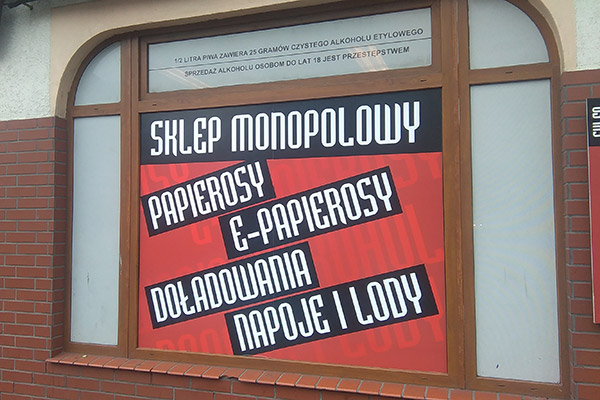 1/2 LITRA PIWA ZAWIERA 25 GRAMÓW CZYSTEGO ALKOHOLU ETYLOWEGO
SPRZEDAŻ ALKOHOLU OSOBOM DO LAT 18 JEST PRZESTĘPSTWEM
SKLEP MONOPOLOWY
PAPIEROSY
E-PAPIEROSY
DOŁADOWANIA
NAPOJE I LODY